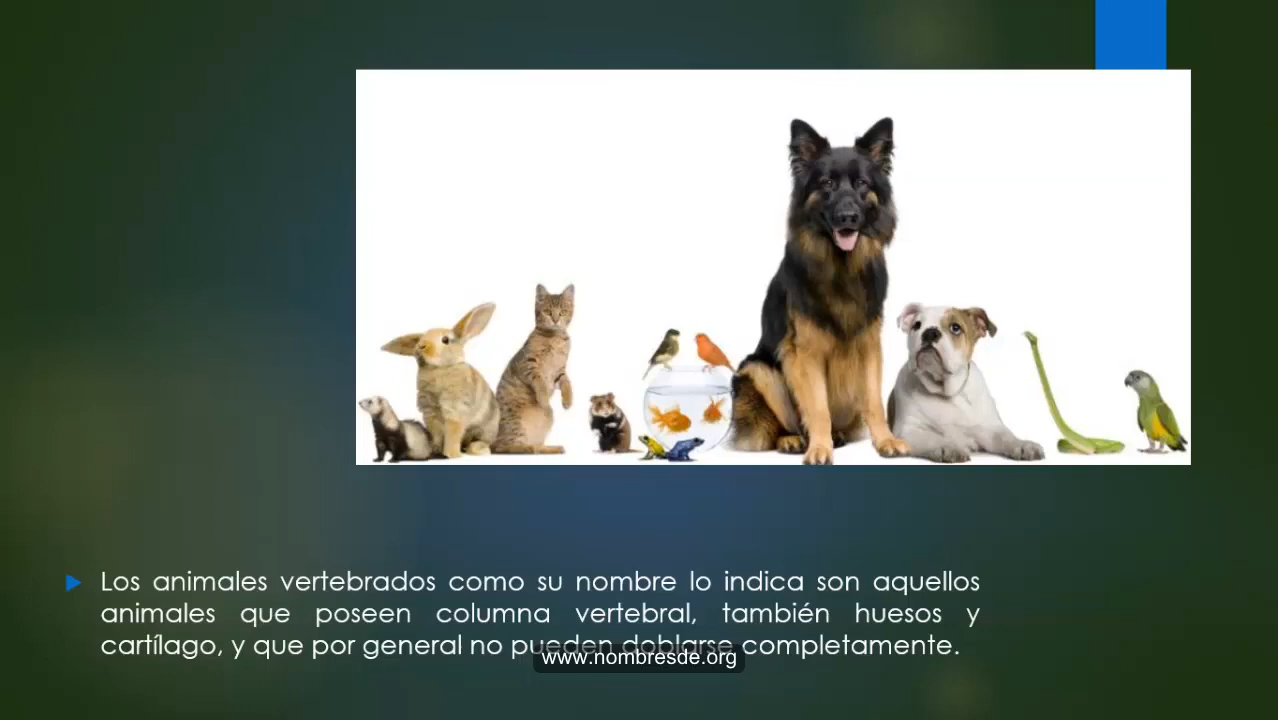 Los animales vertebrados como su nombre lo indica son aquellos
animales que poseen columna vertebral, también huesos y
cartílago, y que por general no pueden doblarse completamente.
www.nombresde.org